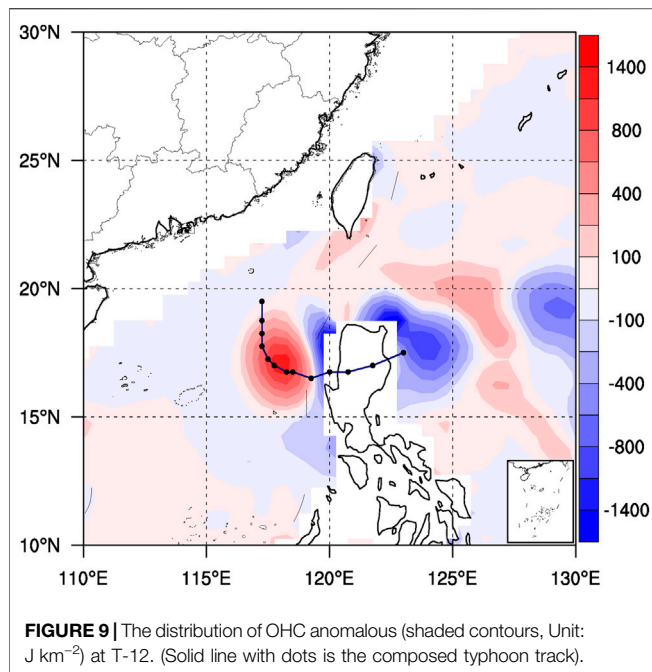 30°N
25°N
20°N
15°N
10°N
110°E 115°E 120°E 125°E 130°E
1400
800
400
100
-100
-400
-800
-1400
FIGURE 9 | The distribution of OHC anomalous (shaded contours, Unit:
J km−2) at T-12. (Solid line with dots is the composed typhoon track).